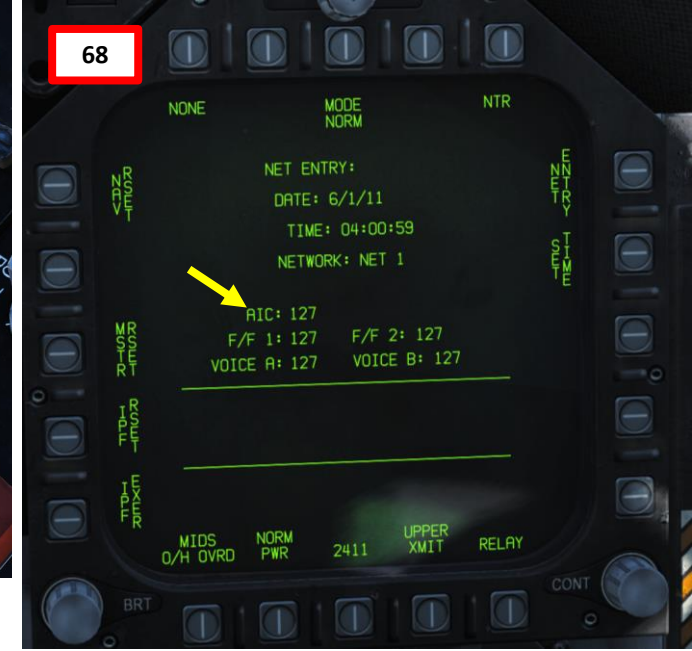 68
NONE
MODE
NORM
NTR
NAV
RSET
NET ENTRY:
NET
ENTRY
DATE: 6/1/11
TIME: 04:00:59
SET
TIME
NETWORK: NET 1
AIC: 127
MSTR
RSET
F/F 1: 127 F/F 2: 127
VOICE A: 127 VOICE B: 127
IPF
RSET
IPF
EXER
MIDS
O/H OVRD
NORM
PWR
2411
UPPER
XMIT
RELAY
BRT
CONT